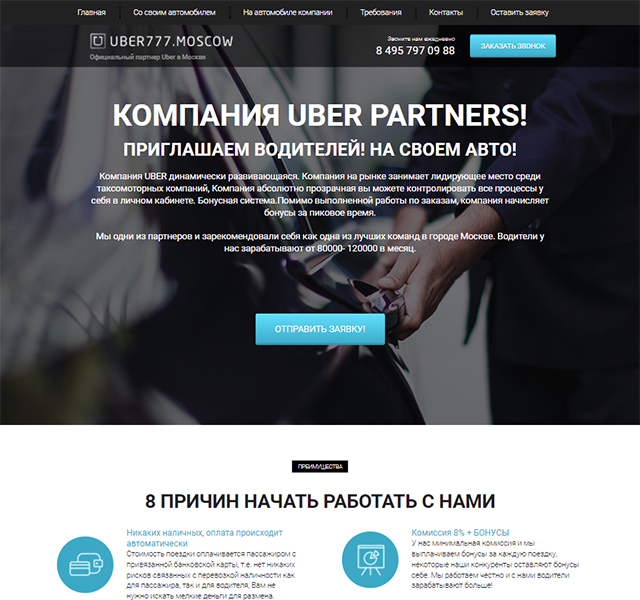 Главная Со своим автомобилем На автомобиле компании Требования Контакты Оставить заявку
UBER777.MOSCOW
Официальный партнер Uber в Москве
Звоните нам ежедневно
8 495 797 09 88
ЗАКАЗАТЬ ЗВОНОК
КОМПАНИЯ UBER PARTNERS!
ПРИГЛАШАЕМ ВОДИТЕЛЕЙ! НА СВОЕМ АВТО!
Компания UBER динамически развивающаяся. Компания на рынке занимает лидирующее место среди
таксомоторных компаний, Компания абсолютно прозрачная вы можете контролировать все процессы у
себя в личном кабинете. Бонусная система.Помимо выполненной работы по заказам, компания начисляет
бонусы за пиковое время.
Мы одни из партнеров и зарекомендовали себя как одна из лучших команд в городе Москве. Водители у
нас зарабатывают от 80000- 120000 в месяц.
ОТПРАВИТЬ ЗАЯВКУ!
ПРЕИМУЩЕСТВА
8 ПРИЧИН НАЧАТЬ РАБОТАТЬ С НАМИ
Никаких наличных, оплата происходит
автоматически
Стоимость поездки оплачивается пассажиром с
привязанной банковской карты, т.е. нет никаких
рисков связанных с перевозкой наличности как
для пассажира, так и для водителя, Вам не
нужно искать мелкие деньги для размена.
Комиссия 8% + БОНУСЫ
У нас минимальная комиссия и мы
выплачиваем бонусы за каждую поездку,
некоторые наши конкуренты оставляют бонусы
себе. Мы работаем честно и с нами водители
зарабатывают больше!